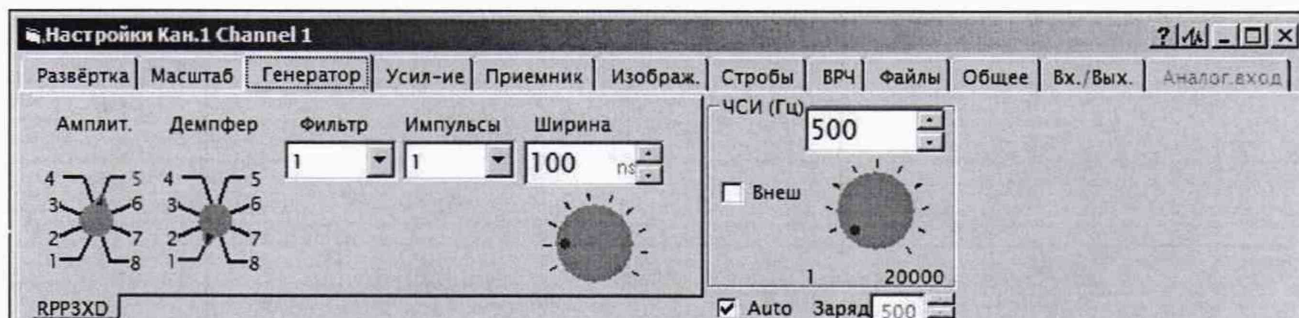 Настройки Кан.1 Channel 1
Развёртка Масштаб Генератор Усил-ие Приемник Изображ. Стробы ВРЧ Файлы Общее Вх./Вых. Аналог.вход
Амплит. Демпфер Фильтр Импульсы Ширина
1 1 100 ns
4 5 3 6 2 7 1 8
4 5 3 6 2 7 1 8
ЧСИ (Гц)
500
Внеш
1 20000
RPP3XD
Auto Заряд 500